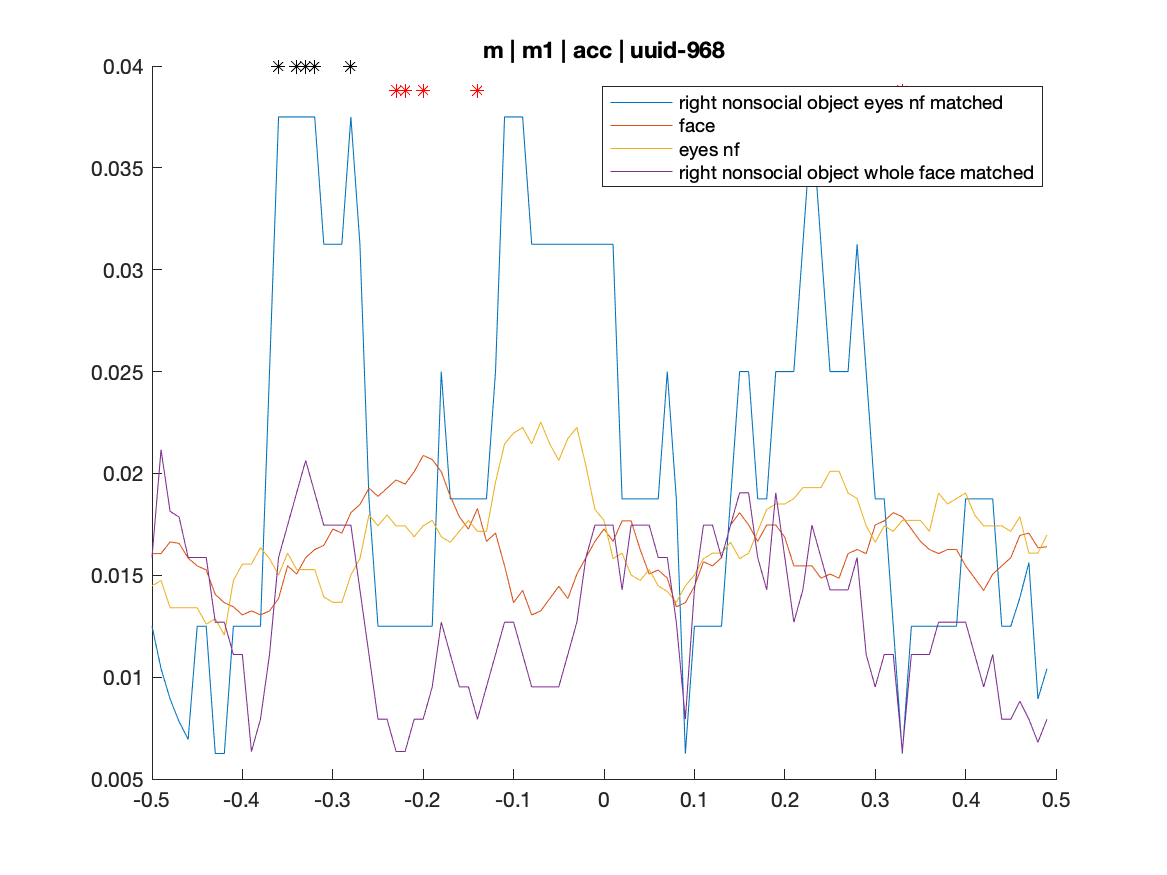 m | m1 | acc | uuid-968
0.04
0.035
0.03
0.025
0.02
0.015
0.01
0.005
right nonsocial object eyes nf matched
face
eyes nf
right nonsocial object whole face matched
-0.5 -0.4 -0.3 -0.2 -0.1 0 0.1 0.2 0.3 0.4 0.5